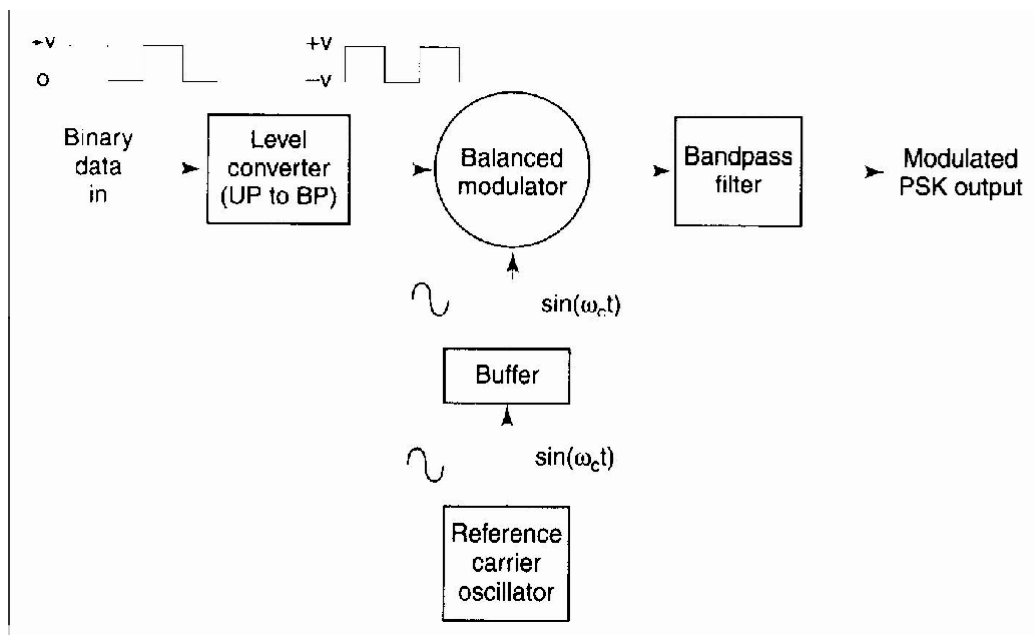 +V
+V
0
−V
Binary
data
in
Level
converter
(UP to BP)
Balanced
modulator
Bandpass
filter
Modulated
PSK output
sin(ωct)
Buffer
sin(ωct)
Reference
carrier
oscillator